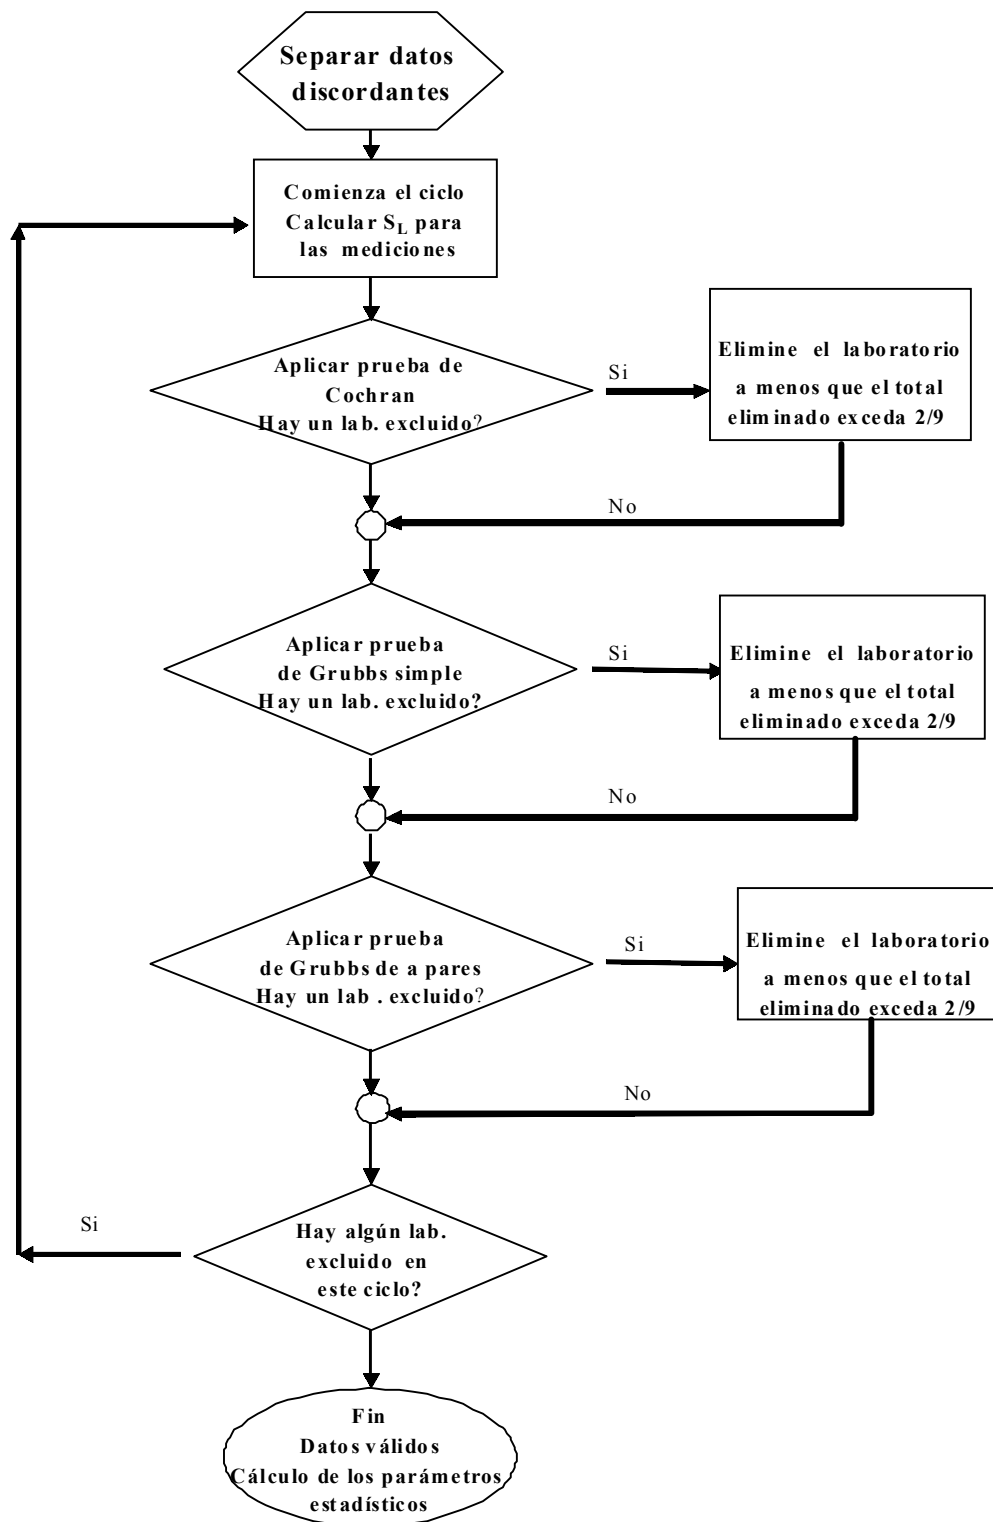 Separar datos
discordantes
Comienza el ciclo
Calcular SL para
las mediciones
Aplicar prueba de
Cochran
Hay un lab. excluido?
Si
Elimine el laboratorio
a menos que el total
eliminado exceda 2/9
No
Aplicar prueba
de Grubbs simple
Hay un lab. excluido?
Si
Elimine el laboratorio
a menos que el total
eliminado exceda 2/9
No
Aplicar prueba
de Grubbs de a pares
Hay un lab . excluido?
Si
Elimine el laboratorio
a menos que el total
eliminado exceda 2/9
No
Hay algún lab.
excluido en
este ciclo?
Si
Fin
Datos válidos
Cálculo de los parámetros
estadísticos